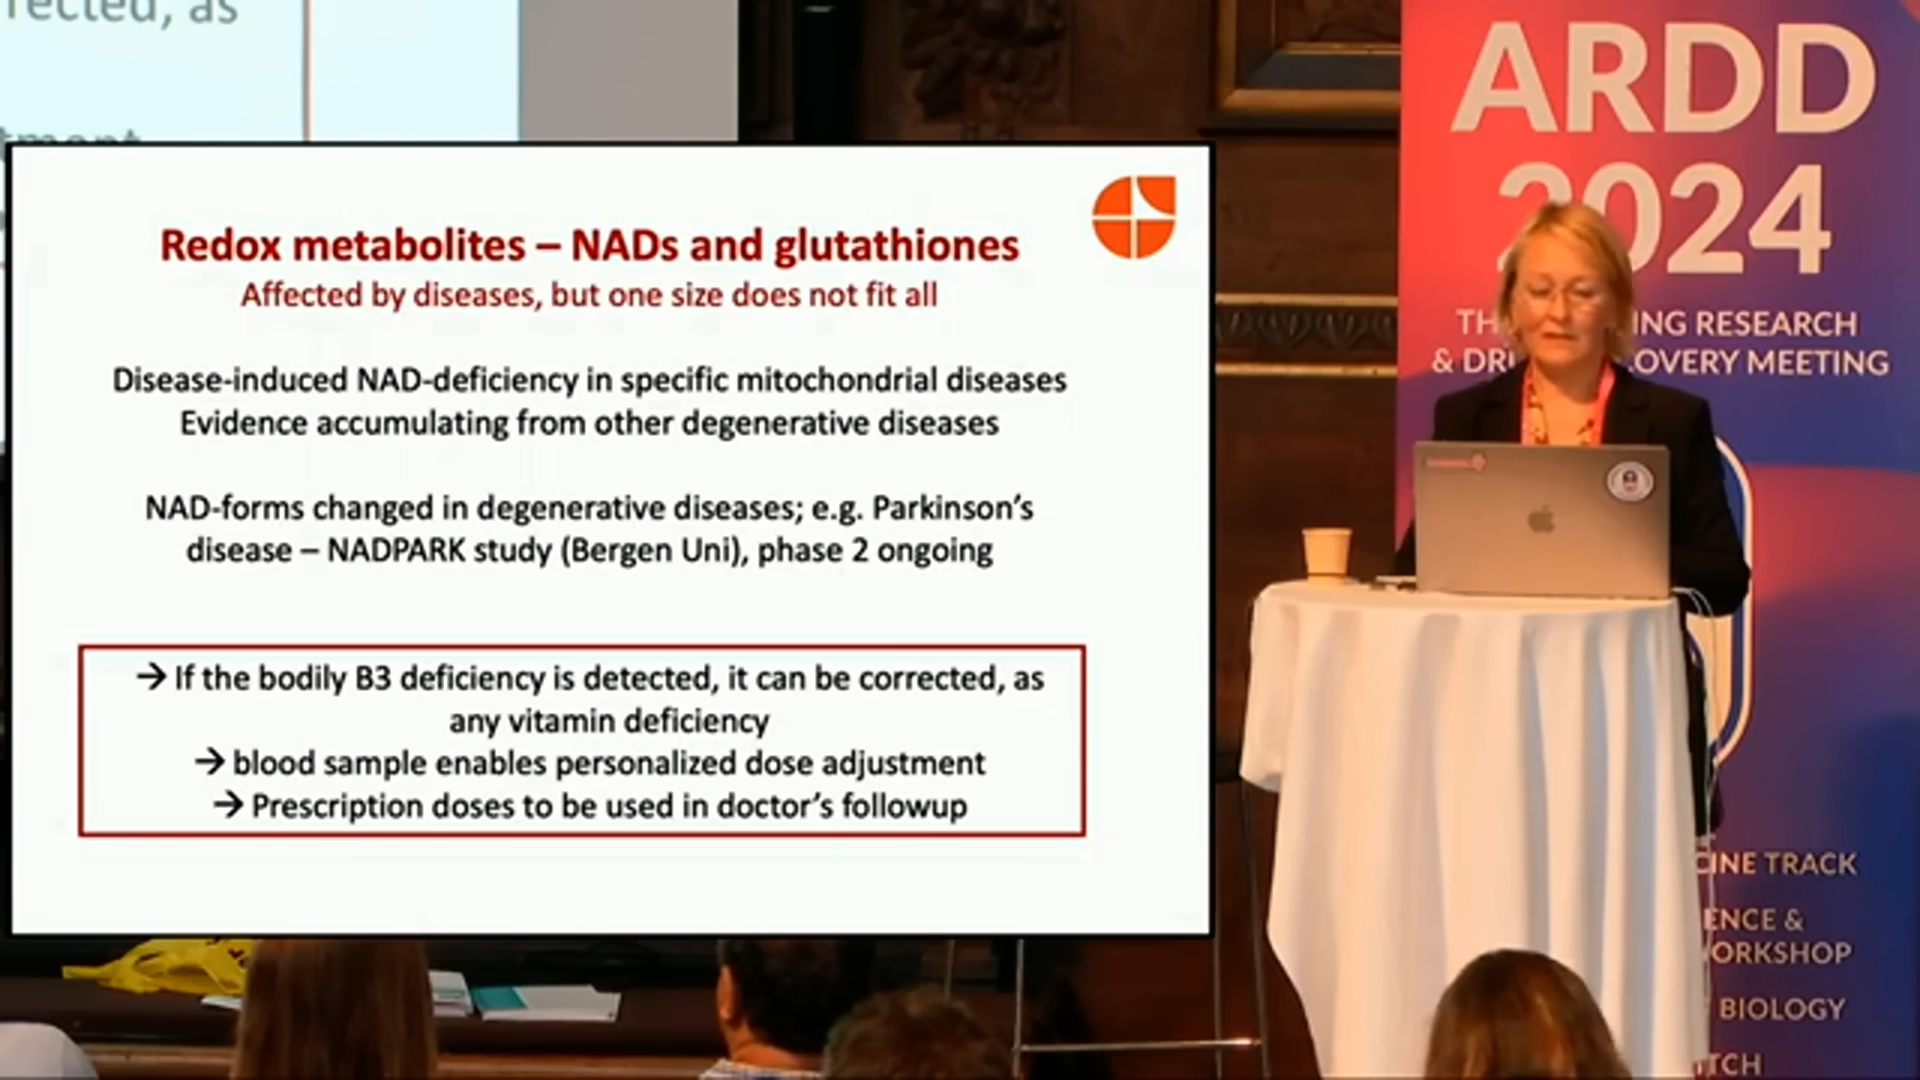 rected, as
Redox metabolites – NADs and glutathiones
Affected by diseases, but one size does not fit all
Disease-induced NAD-deficiency in specific mitochondrial diseases
Evidence accumulating from other degenerative diseases
NAD-forms changed in degenerative diseases; e.g. Parkinson's
disease – NADPARK study (Bergen Uni), phase 2 ongoing
→ If the bodily B3 deficiency is detected, it can be corrected, as
any vitamin deficiency
→ blood sample enables personalized dose adjustment
→ Prescription doses to be used in doctor's followup
ARDD
2024
TH ING RESEARCH
& DR OVERY MEETING
CINE TRACK
ENCE &
ORKSHOP
BIOLOGY
TCH